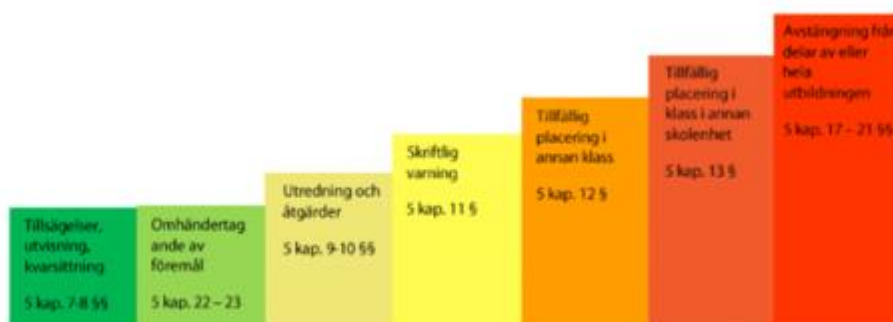 Tillsägelser,
utvisning,
kvarsittning
5 kap. 7-8 §§
Omhändertag
ande av
föremål
5 kap. 22 – 23
Utredning och
åtgärder
5 kap. 9-10 §§
Skriftlig
varning
5 kap. 11 §
Tillfällig
placering i
annan klass
5 kap. 12 §
Tillfällig
placering i
klass i annan
skolenhet
5 kap. 13 §
Avstängning från
delar av eller
hela
utbildningen
5 kap. 17 – 21 §§